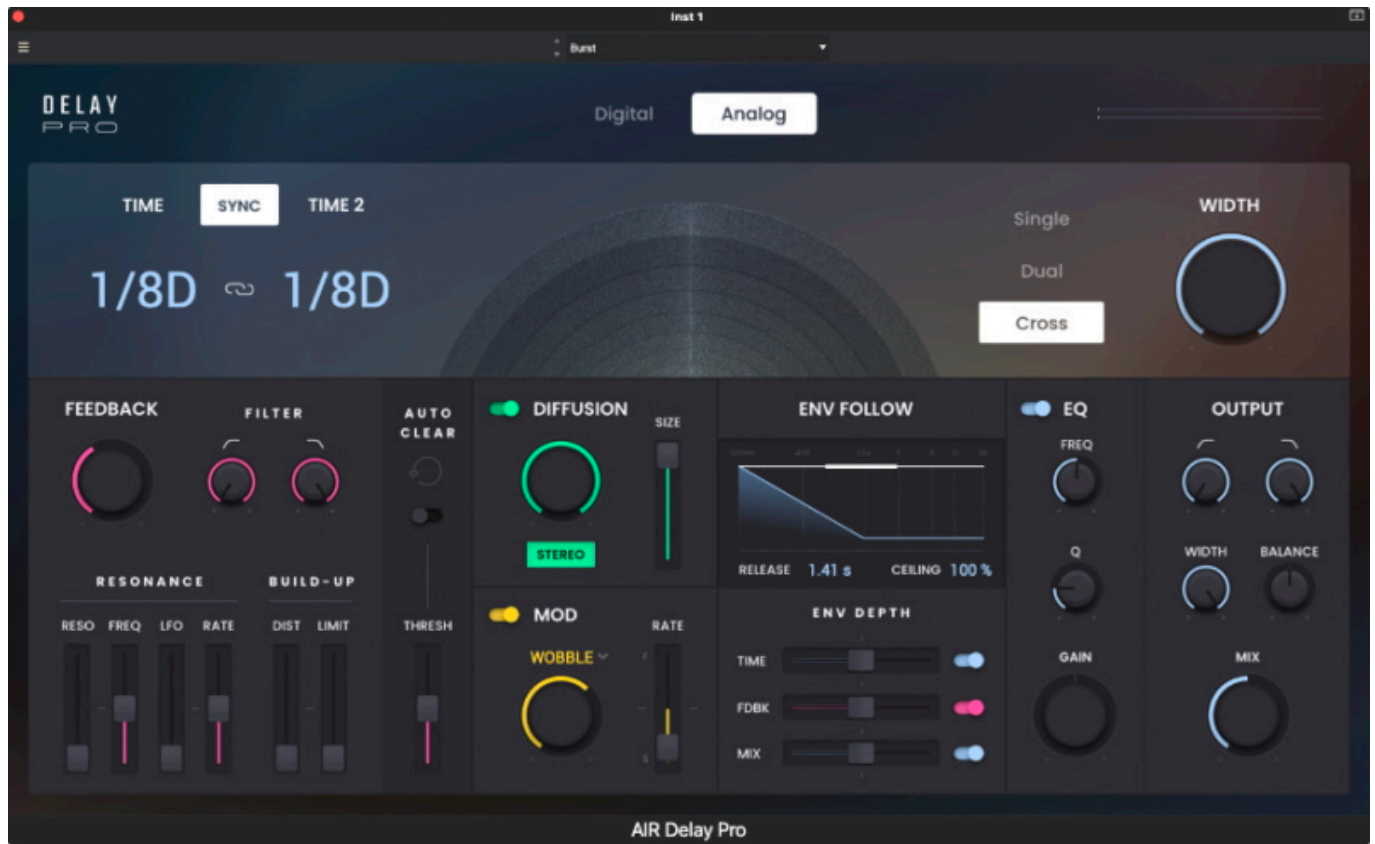 Inst 1
Burst
DELAY
PRO
Digital Analog
TIME SYNC TIME 2
1/8D 1/8D
Single
Dual
Cross
WIDTH
FEEDBACK
FILTER
AUTO
CLEAR
RESONANCE
BUILD-UP
RESO FREQ LFO RATE DIST LIMIT THRESH
DIFFUSION
SIZE
STEREO
MOD
RATE
WOBBLE
F
S
ENV FOLLOW
RELEASE 1.41 s CEILING 100 %
ENV DEPTH
TIME
FDBK
MIX
EQ
FREQ
Q
GAIN
OUTPUT
WIDTH BALANCE
MIX
AIR Delay Pro